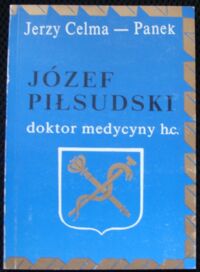 Jerzy Celma — Panek
JÓZEF
PIŁSUDSKI
doktor medycyny h.c.